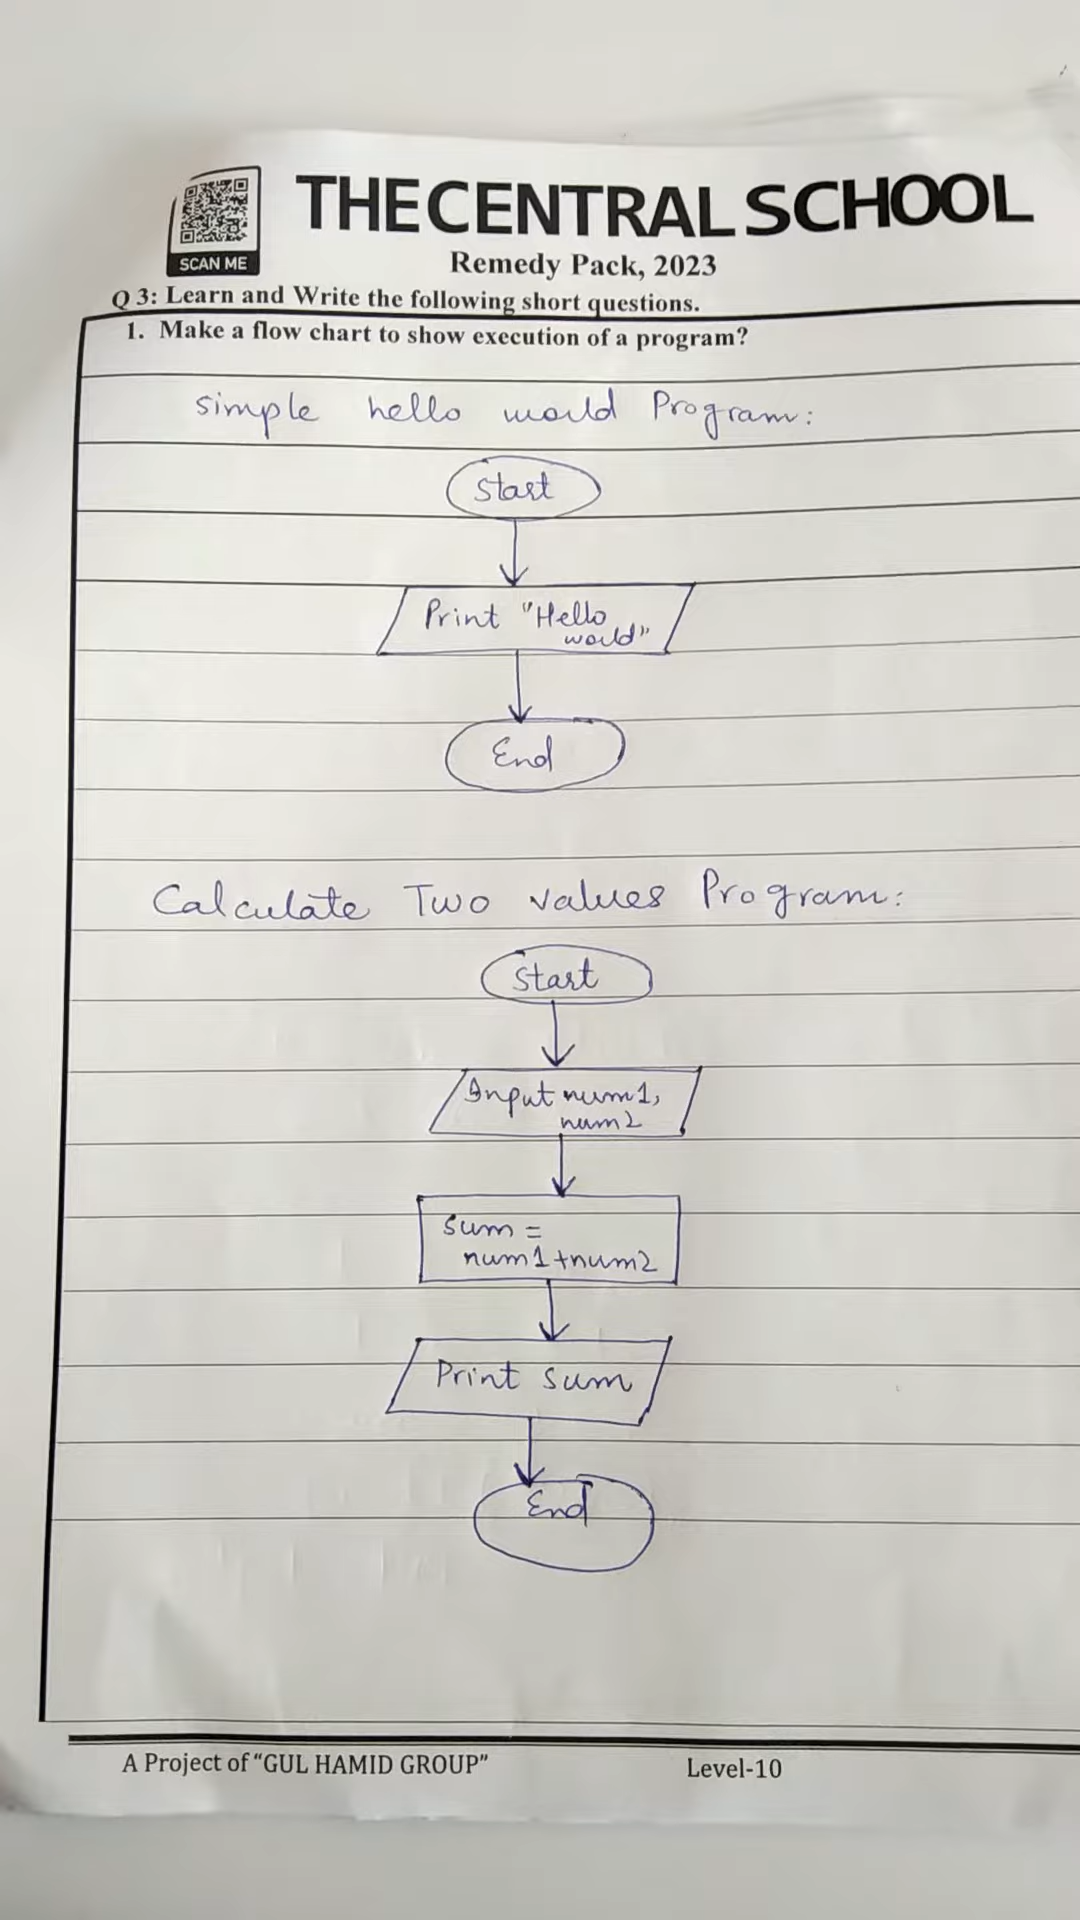 SCAN ME
THE CENTRAL SCHOOL
Remedy Pack, 2023
Q 3: Learn and Write the following short questions.
1. Make a flow chart to show execution of a program?
simple hello world Program:
Start
Print "Hello
world"
End
Calculate Two values Program:
Start
Input num1,
num2
sum =
num1+num2
Print sum
End
A Project of “GUL HAMID GROUP” Level-10